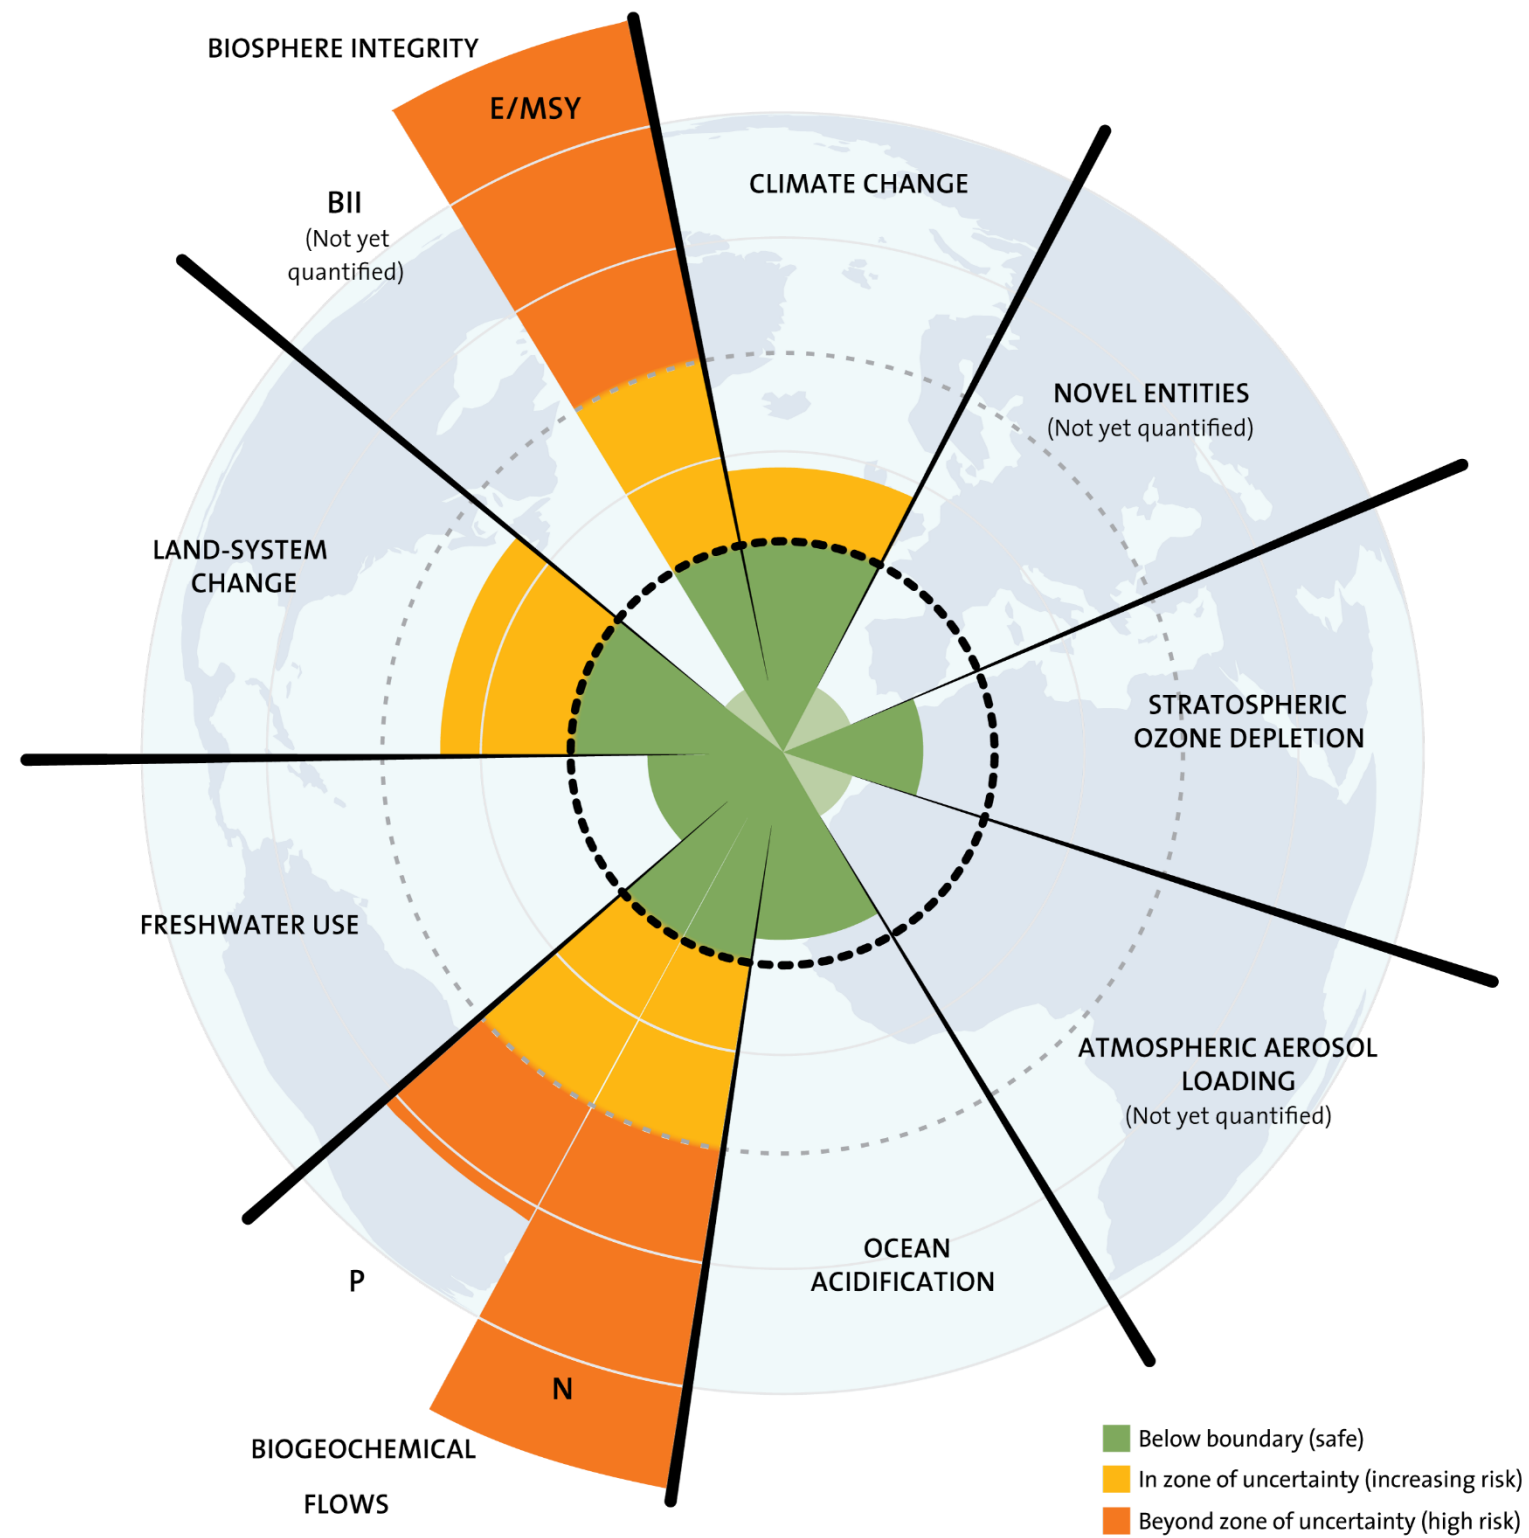 BIOSPHERE INTEGRITY
E/MSY
BII
(Not yet
quantified)
CLIMATE CHANGE
NOVEL ENTITIES
(Not yet quantified)
STRATOSPHERIC
OZONE DEPLETION
ATMOSPHERIC AEROSOL
LOADING
(Not yet quantified)
OCEAN
ACIDIFICATION
N
P
BIOGEOCHEMICAL
FLOWS
FRESHWATER USE
LAND-SYSTEM
CHANGE
Below boundary (safe)
In zone of uncertainty (increasing risk)
Beyond zone of uncertainty (high risk)